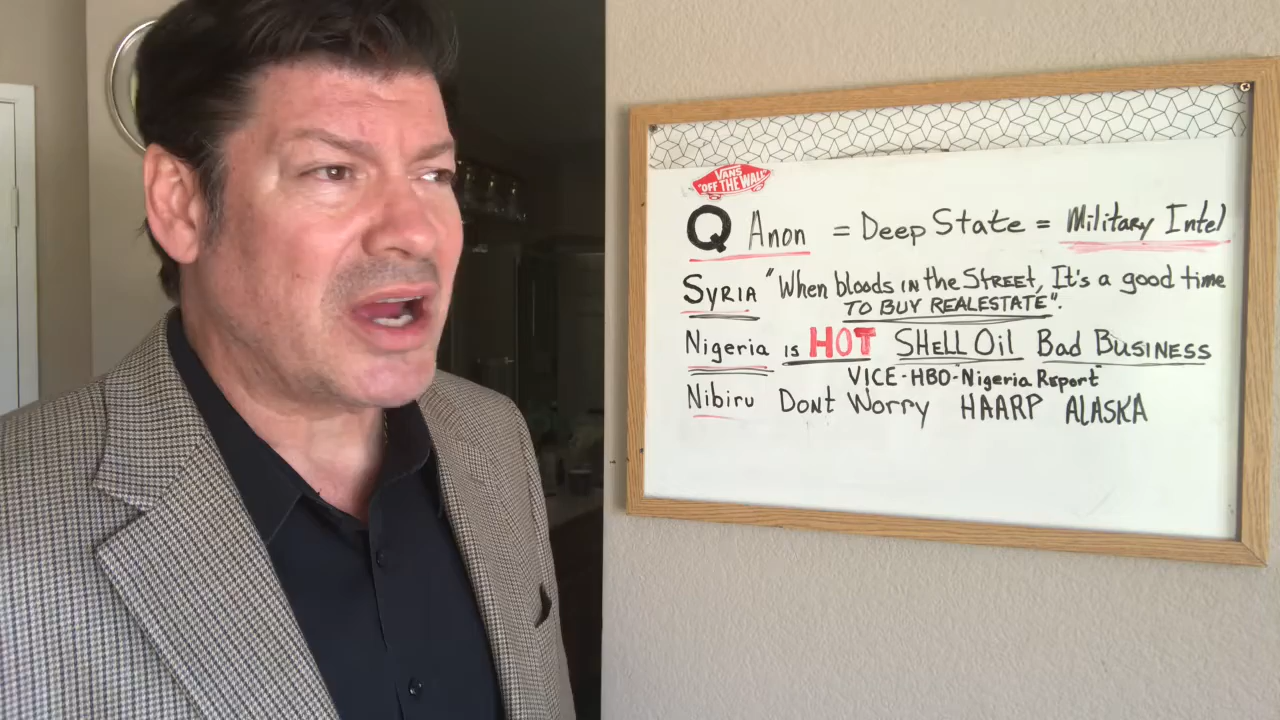 VANS
"OFF THE WALL"
Q Anon = Deep State = Military Intel
SYRIA "When bloods IN the STREET, It's a good time
TO BUY REALESTATE".
Nigeria is HOT SHELL Oil Bad BUSINESS
VICE-HBO-Nigeria Report
Nibiru Dont Worry HAARP ALASKA